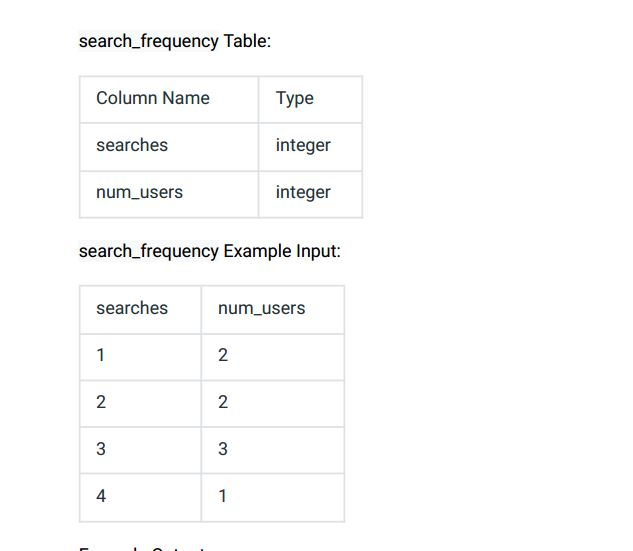 search_frequency Table:
Column Name Type
searches integer
num_users integer
search_frequency Example Input:
searches num_users
1 2
2 2
3 3
4 1